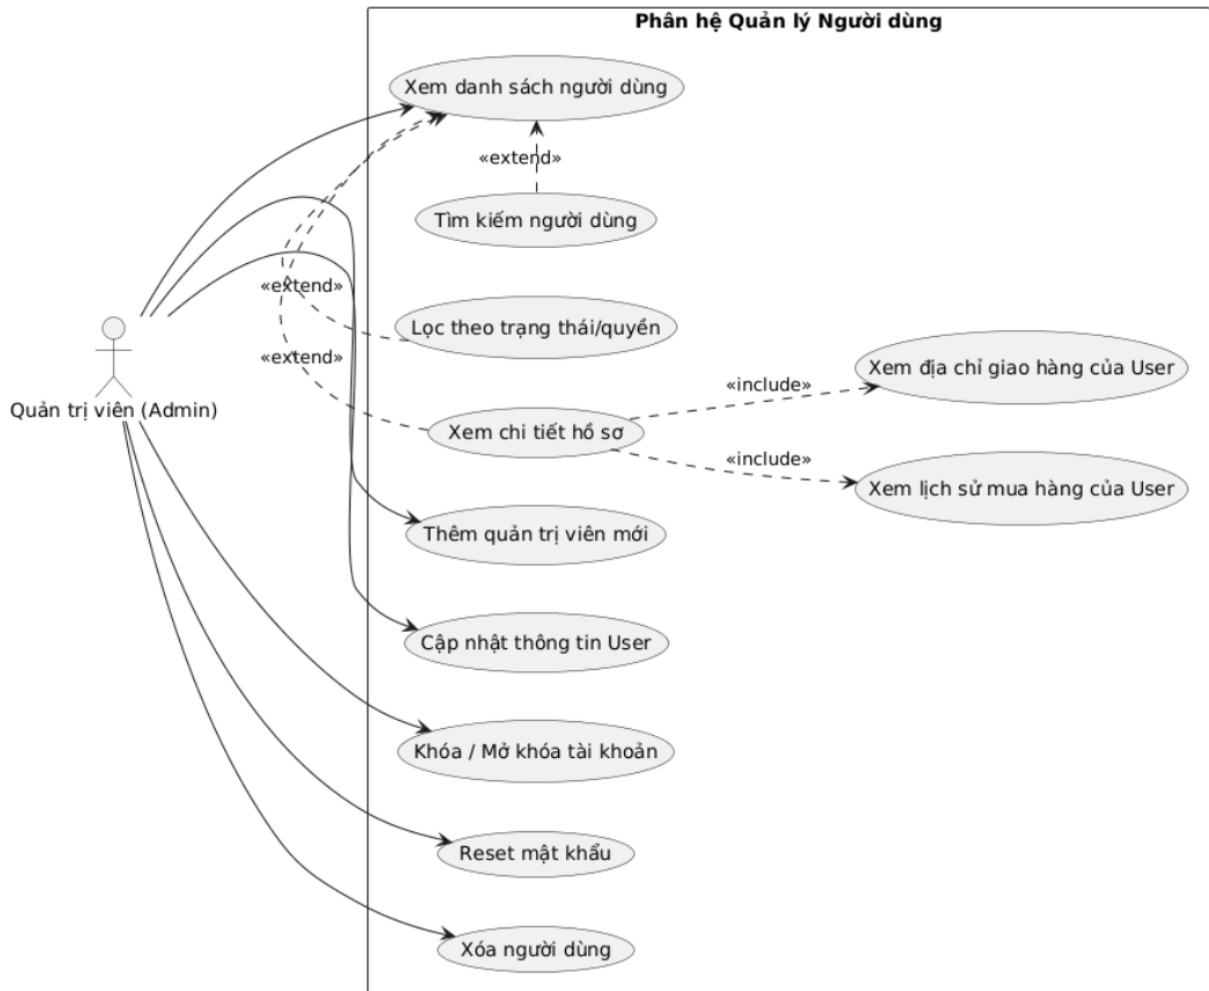 Phân hệ Quản lý Người dùng
Xem danh sách người dùng
«extend»
Tìm kiếm người dùng
«extend»
Lọc theo trạng thái/quyền
«extend»
Xem địa chỉ giao hàng của User
«include»
Quản trị viên (Admin)
Xem chi tiết hồ sơ
«include»
Xem lịch sử mua hàng của User
Thêm quản trị viên mới
Cập nhật thông tin User
Khóa / Mở khóa tài khoản
Reset mật khẩu
Xóa người dùng